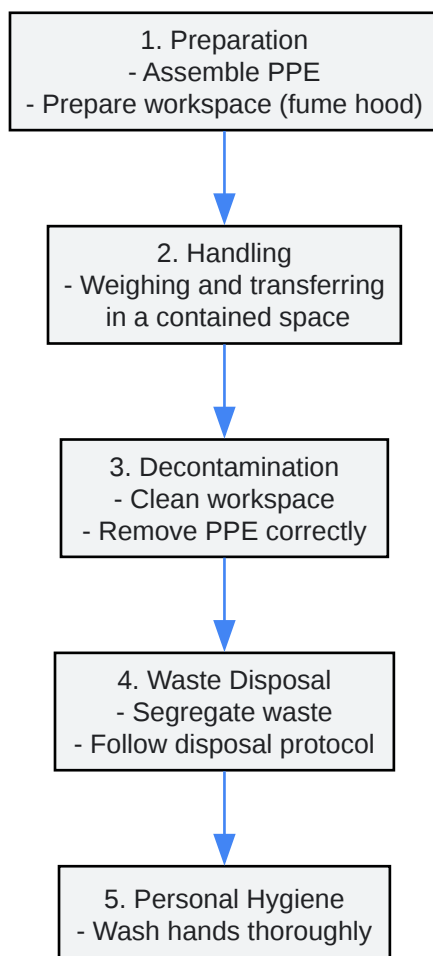 1. Preparation
- Assemble PPE
- Prepare workspace (fume hood)
2. Handling
- Weighing and transferring
in a contained space
3. Decontamination
- Clean workspace
- Remove PPE correctly
4. Waste Disposal
- Segregate waste
- Follow disposal protocol
5. Personal Hygiene
- Wash hands thoroughly